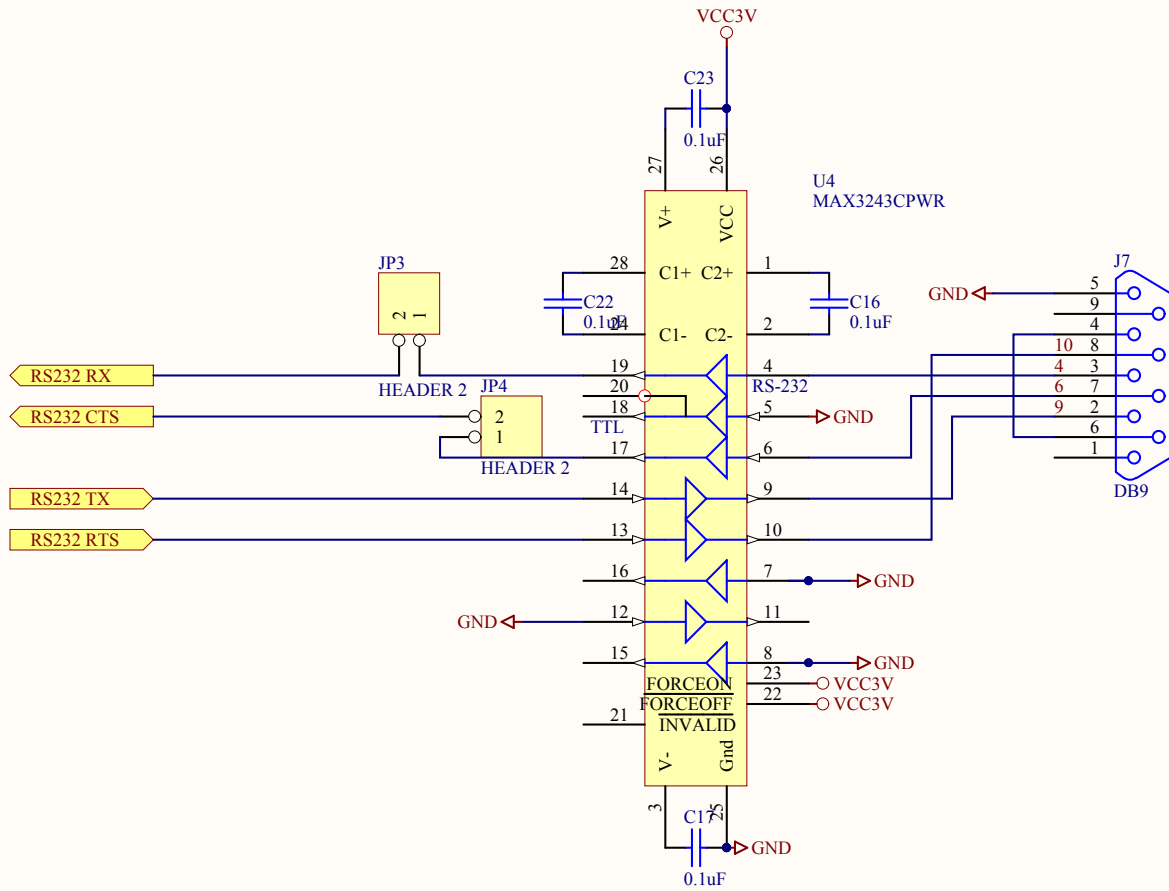 VCC3V
C23
0.1uF
27
26
U4
MAX3243CPWR
V+
VCC
JP3
2
1
HEADER 2
28
C1+
C2+
1
C22
0.1uF
24
C1-
C2-
2
C16
0.1uF
J7
GND
5
9
4
10
8
4
3
6
7
9
2
6
1
DB9
RS232 RX
19
4
RS-232
JP4
20
RS232 CTS
2
1
HEADER 2
18
TTL
5
GND
17
6
RS232 TX
14
9
RS232 RTS
13
10
16
7
GND
GND
12
11
15
8
GND
FORCEON
23
VCC3V
FORCEOFF
22
VCC3V
21
INVALID
V-
Gnd
3
25
C17
0.1uF
GND